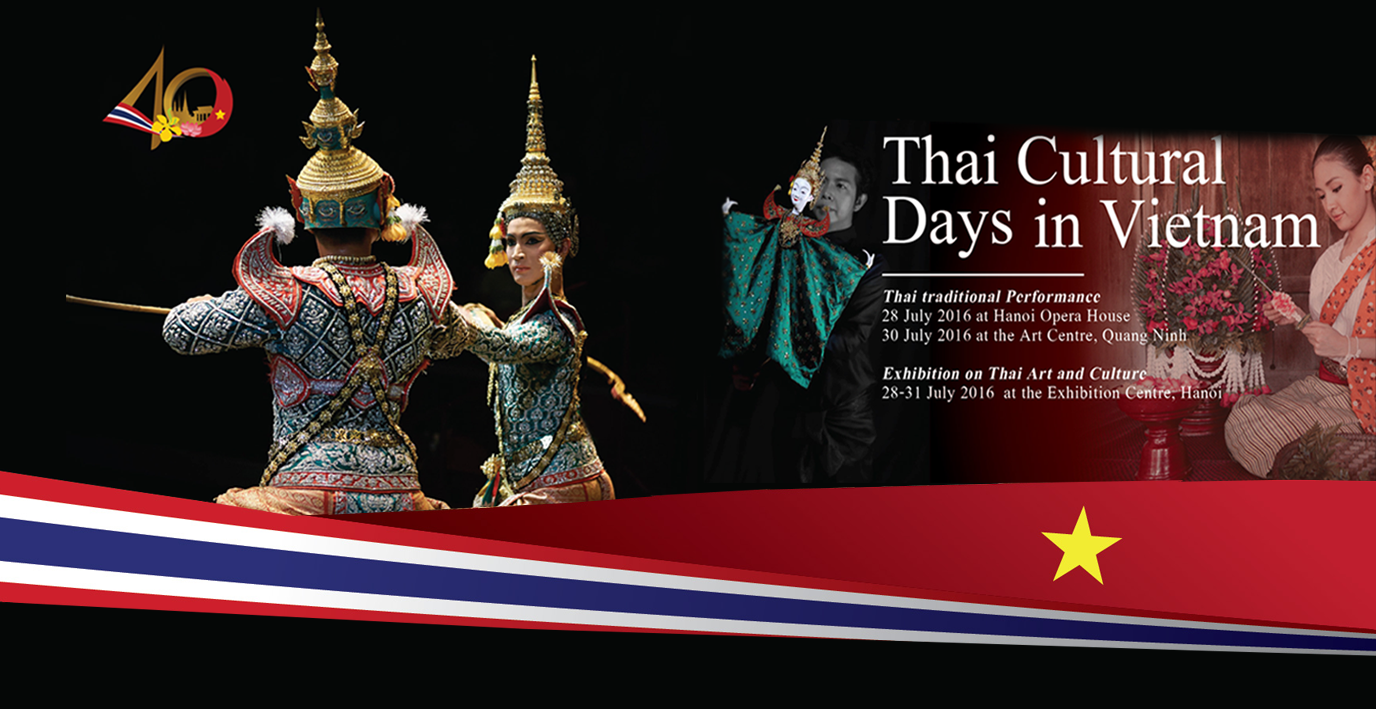 40
Thai Cultural
Days in Vietnam
Thai traditional Performance
28 July 2016 at Hanoi Opera House
30 July 2016 at the Art Centre, Quang Ninh
Exhibition on Thai Art and Culture
28-31 July 2016  at the Exhibition Centre, Hanoi